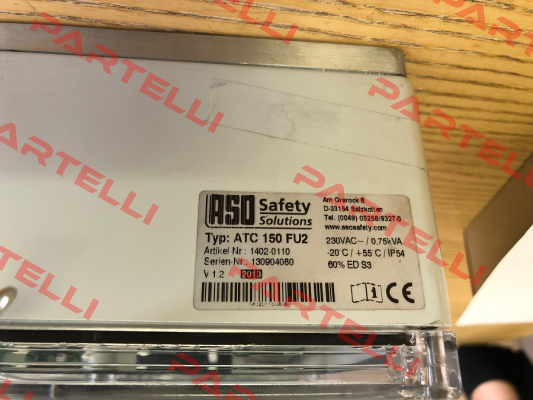 PARTELLI
PARTELLI
PARTELLI
PARTELLI
PARTELLI
ASO Safety Solutions
Am Grarock 8
D-33154 Salzkotten
Tel. (0049) 05258/9327-0
www.asosafety.com
Typ: ATC 150 FU2
Artikel Nr.: 1402-0110
Serien-Nr.: 130904080
V 1.2 2013
230VAC~ / 0,75kVA
-20°C / +55°C / IP54
60% ED S3
i CE